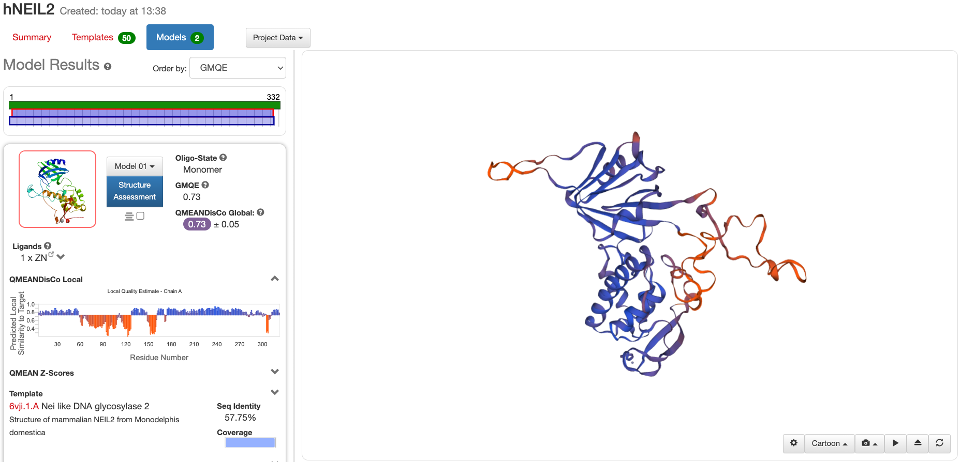 hNEIL2 Created: today at 13:38
Summary Templates 50 Models 2 Project Data
Model Results
Order by: GMQE
1 332
Model 01
Structure
Assessment
Oligo-State
Monomer
GMQE
0.73
QMEANDisCo Global:
0.73 ± 0.05
Ligands
1 x ZN
QMEANDisCo Local
Local Quality Estimate - Chain A
Predicted Local
Similarity to Target
1.0
0.8
0.6
0.4
30 60 90 120 150 180 210 240 270 300
Residue Number
QMEAN Z-Scores
Template
6vji.1.A Nei like DNA glycosylase 2
Structure of mammalian NEIL2 from Monodelphis
domestica
Seq Identity
57.75%
Coverage
Cartoon